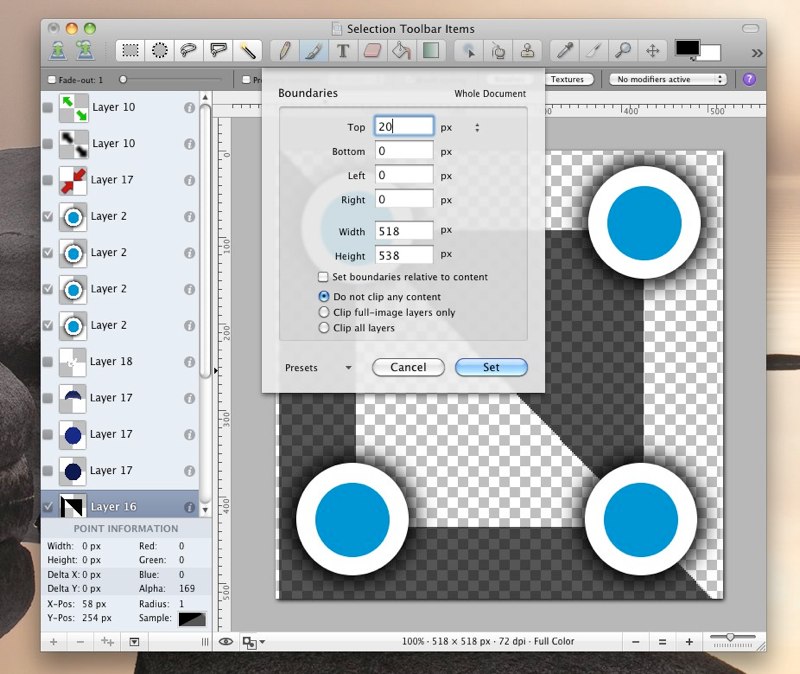 Selection Toolbar Items
T
»
Fade-out: 1
Textures
No modifiers active
?
Boundaries
Whole Document
Top 20 px
Bottom 0 px
Left 0 px
Right 0 px
Width 518 px
Height 538 px
Set boundaries relative to content
Do not clip any content
Clip full-image layers only
Clip all layers
Presets
Cancel
Set
Layer 10
Layer 10
Layer 17
Layer 2
Layer 2
Layer 2
Layer 2
Layer 18
Layer 17
Layer 17
Layer 17
Layer 16
400
500
0
100
200
300
400
500
POINT INFORMATION
Width: 0 px Red: 0
Height: 0 px Green: 0
Delta X: 0 px Blue: 0
Delta Y: 0 px Alpha: 169
X-Pos: 58 px Radius: 1
Y-Pos: 254 px Sample:
100% · 518 × 518 px · 72 dpi · Full Color